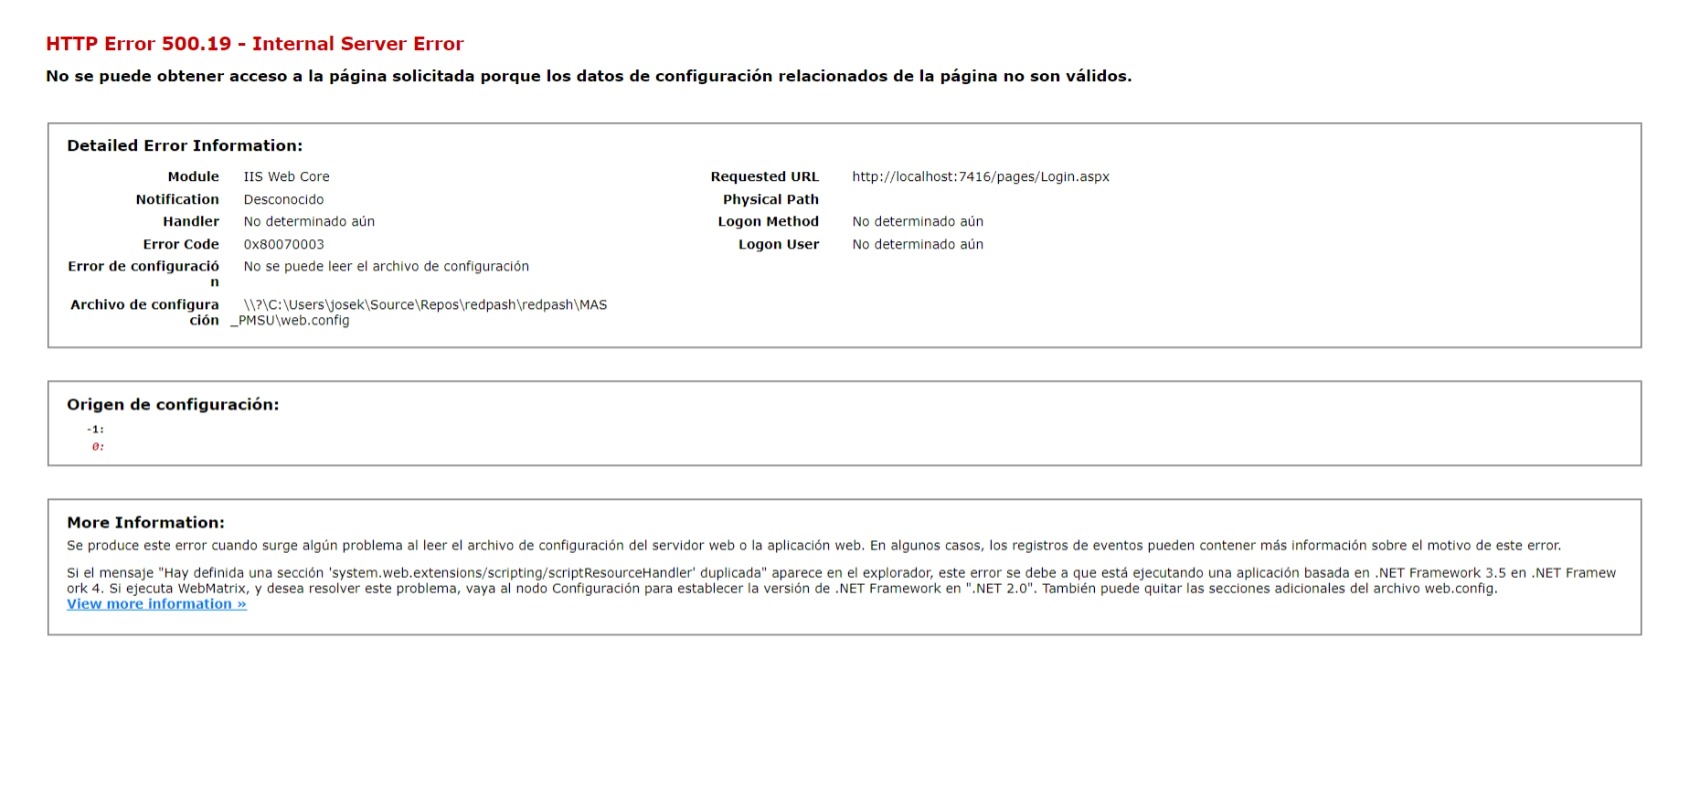 HTTP Error 500.19 - Internal Server Error
No se puede obtener acceso a la página solicitada porque los datos de configuración relacionados de la página no son válidos.
Detailed Error Information:
Module IIS Web Core
Notification Desconocido
Handler No determinado aún
Error Code 0x80070003
Error de configuració
n No se puede leer el archivo de configuración
Archivo de configura
ción \\?\C:\Users\josek\Source\Repos\redpash\redpash\MAS
_PMSU\web.config
Requested URL http://localhost:7416/pages/Login.aspx
Physical Path
Logon Method No determinado aún
Logon User No determinado aún
Origen de configuración:
-1:
0:
More Information:
Se produce este error cuando surge algún problema al leer el archivo de configuración del servidor web o la aplicación web. En algunos casos, los registros de eventos pueden contener más información sobre el motivo de este error.
Si el mensaje "Hay definida una sección 'system.web.extensions/scripting/scriptResourceHandler' duplicada" aparece en el explorador, este error se debe a que está ejecutando una aplicación basada en .NET Framework 3.5 en .NET Framew
ork 4. Si ejecuta WebMatrix, y desea resolver este problema, vaya al nodo Configuración para establecer la versión de .NET Framework en ".NET 2.0". También puede quitar las secciones adicionales del archivo web.config.
View more information »